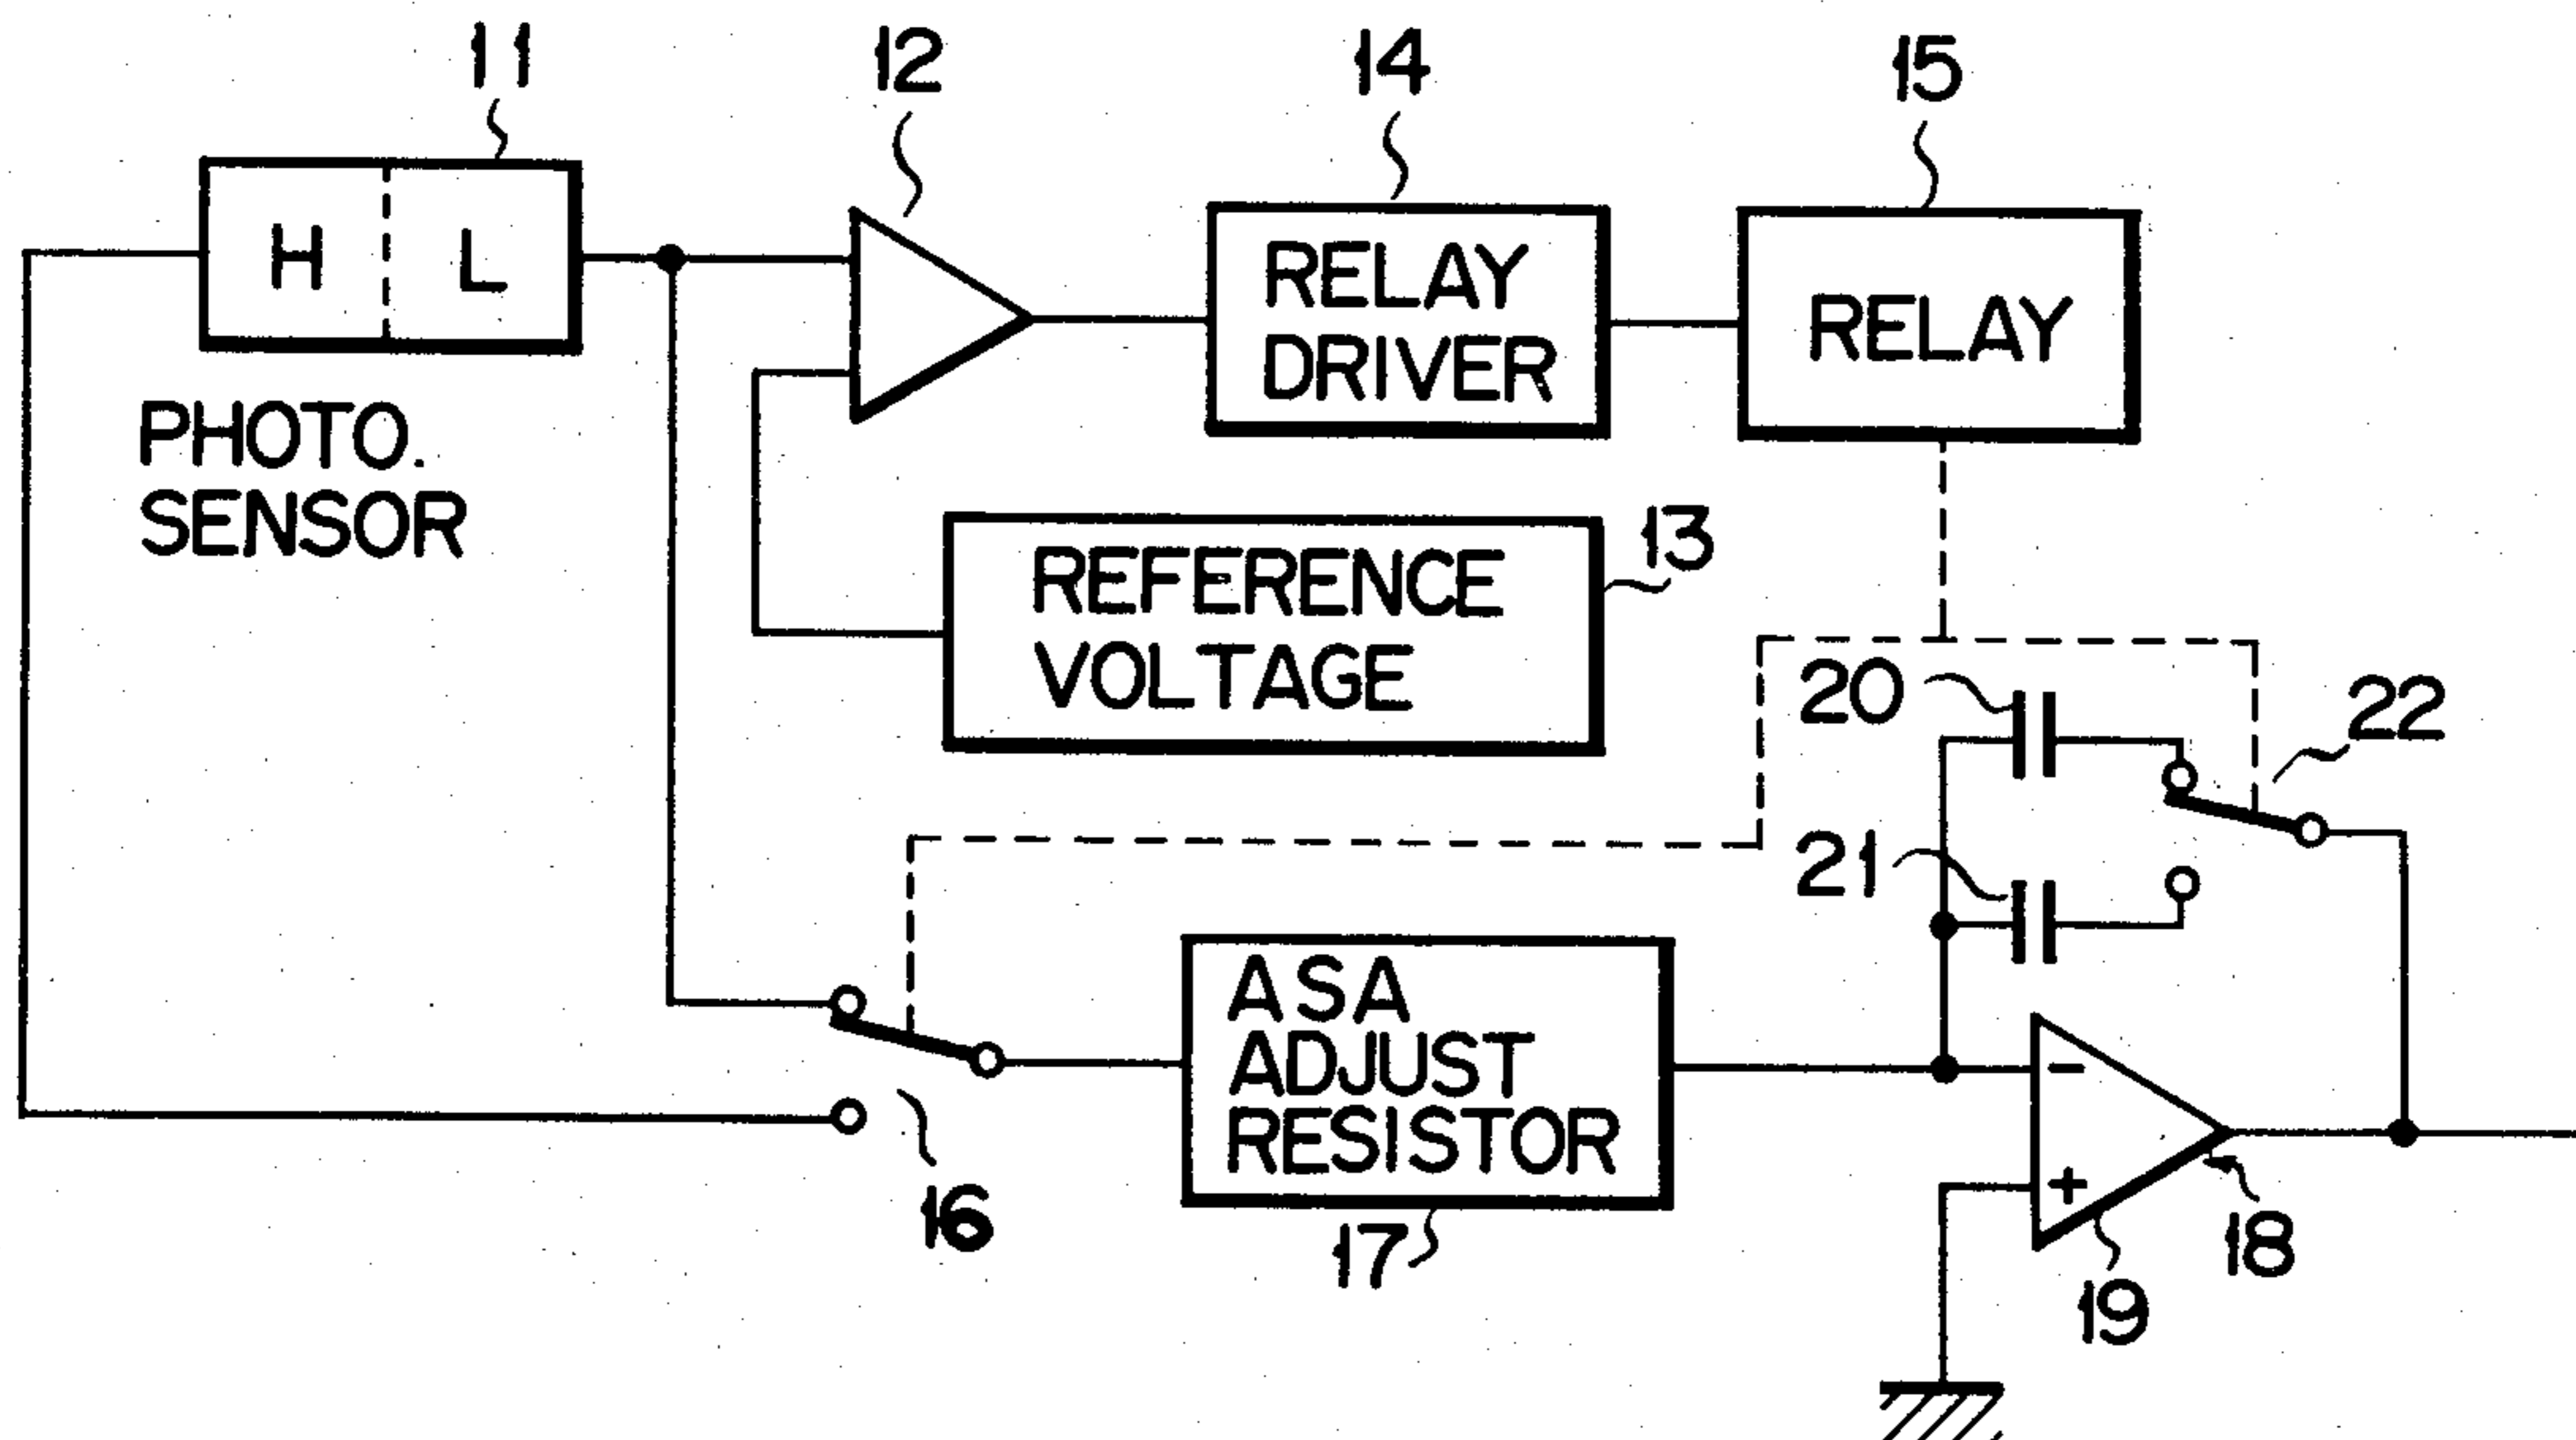 11
12
14
15
H
L
PHOTO.
SENSOR
RELAY
DRIVER
RELAY
13
REFERENCE
VOLTAGE
20
22
21
ASA
ADJUST
RESISTOR
16
17
-
+
18
19